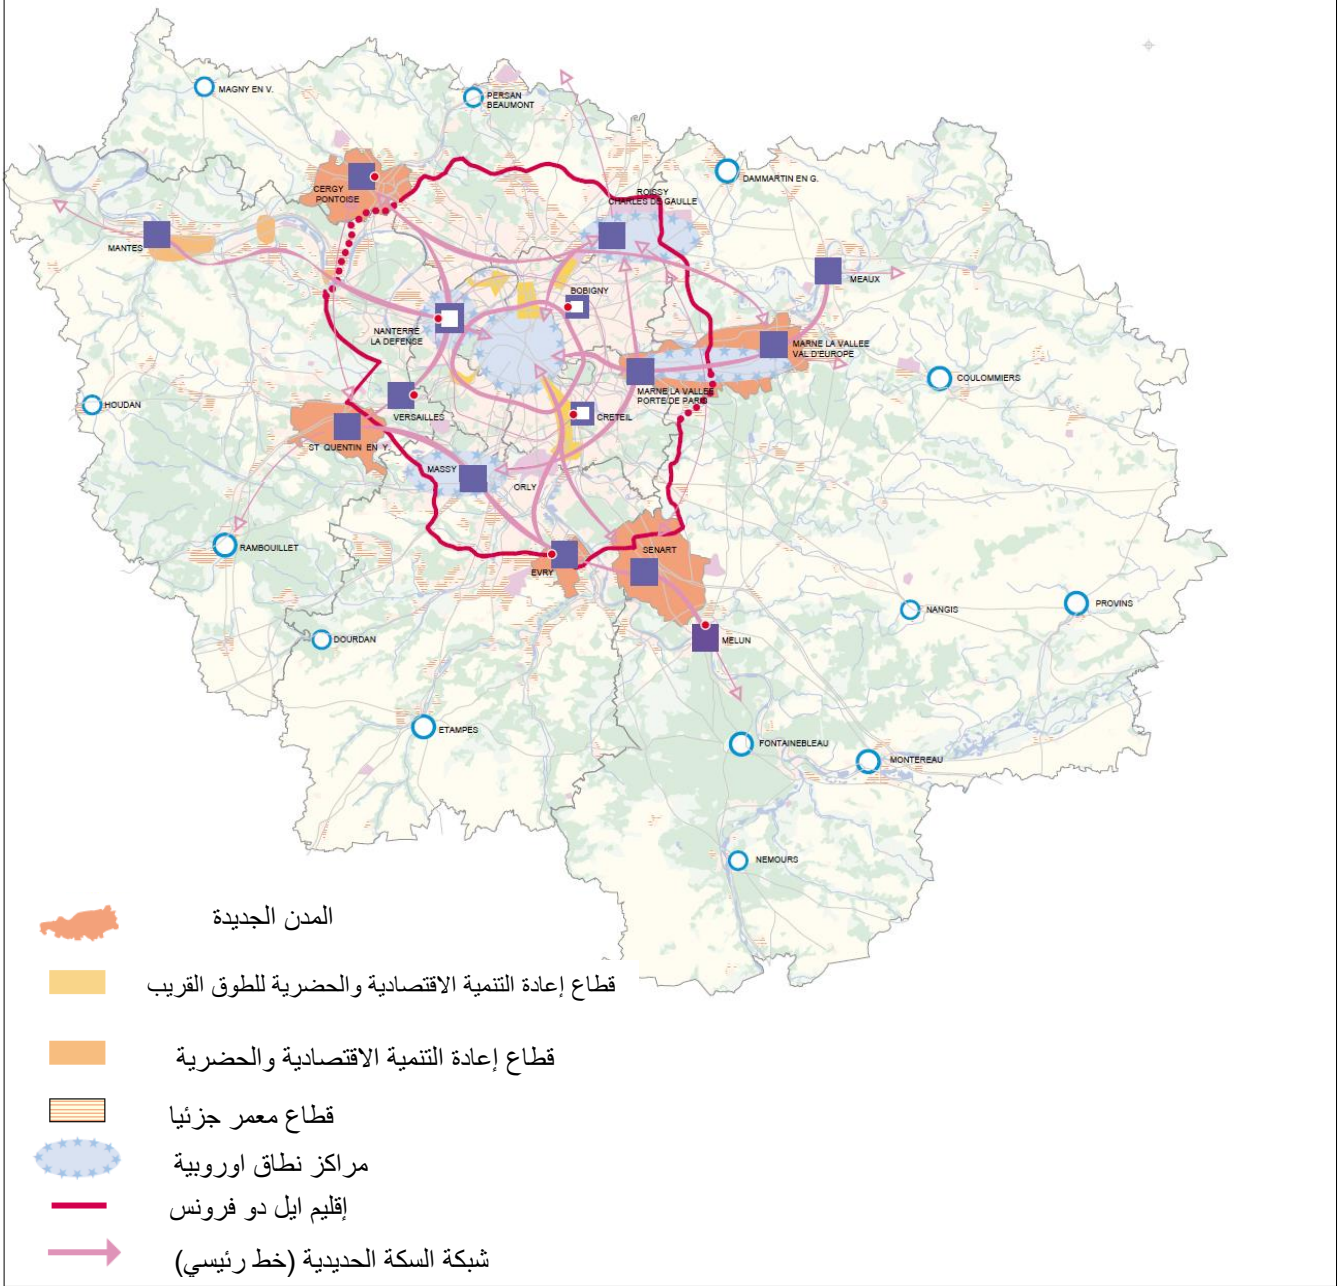 MAGNY EN V.
PERSAN
BEAUMONT
DAMMARTIN EN G.
CERGY
PONTOISE
ROISSY
CHARLES DE GAULLE
MANTES
MEAUX
BOBIGNY
NANTERRE
LA DEFENSE
MARNE LA VALLEE
VAL D'EUROPE
COULOMMIERS
MARNE LA VALLEE
PORTE DE PARIS
HOUDAN
VERSAILLES
CRETEIL
ST QUENTIN EN Y.
MASSY
ORLY
RAMBOUILLET
SENART
EVRY
NANGIS
PROVINS
DOURDAN
MELUN
ETAMPES
FONTAINEBLEAU
MONTEREAU
NEMOURS
المدن الجديدة
قطاع إعادة التنمية الاقتصادية والحضرية للطوق القريب
قطاع إعادة التنمية الاقتصادية والحضرية
قطاع معمر جزئيا
مراكز نطاق اوروبية
إقليم ايل دو فرونس
شبكة السكة الحديدية (خط رئيسي)